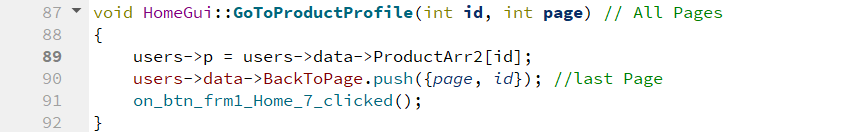 87 void HomeGui::GoToProductProfile(int id, int page) // All Pages
88 {
89 users->p = users->data->ProductArr2[id];
90 users->data->BackToPage.push({page, id}); //last Page
91 on_btn_frm1_Home_7_clicked();
92 }